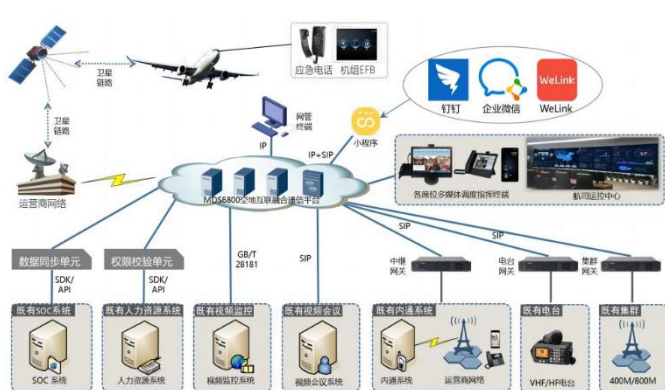 卫星
链路
应急电话
机组EFB
卫星
链路
运营商网络
网管
终端
IP
小程序
IP+SIP
钉钉
企业微信
WeLink
WeLink
MDS6800空地互联融合通信平台
各席位多媒体调度指挥终端
航司运控中心
数据同步单元
权限校验单元
SDK/
API
SDK/
API
GB/T
28181
SIP
SIP
SIP
中继
网关
电台
网关
集群
网关
既有SOC系统
既有人力资源系统
既有视频监控
既有视频会议
既有内通系统
既有电台
既有集群
SOC 系统
人力资源系统
视频监控系统
视频会议系统
内通系统
运营商网络
VHF/HF电台
400M/800M